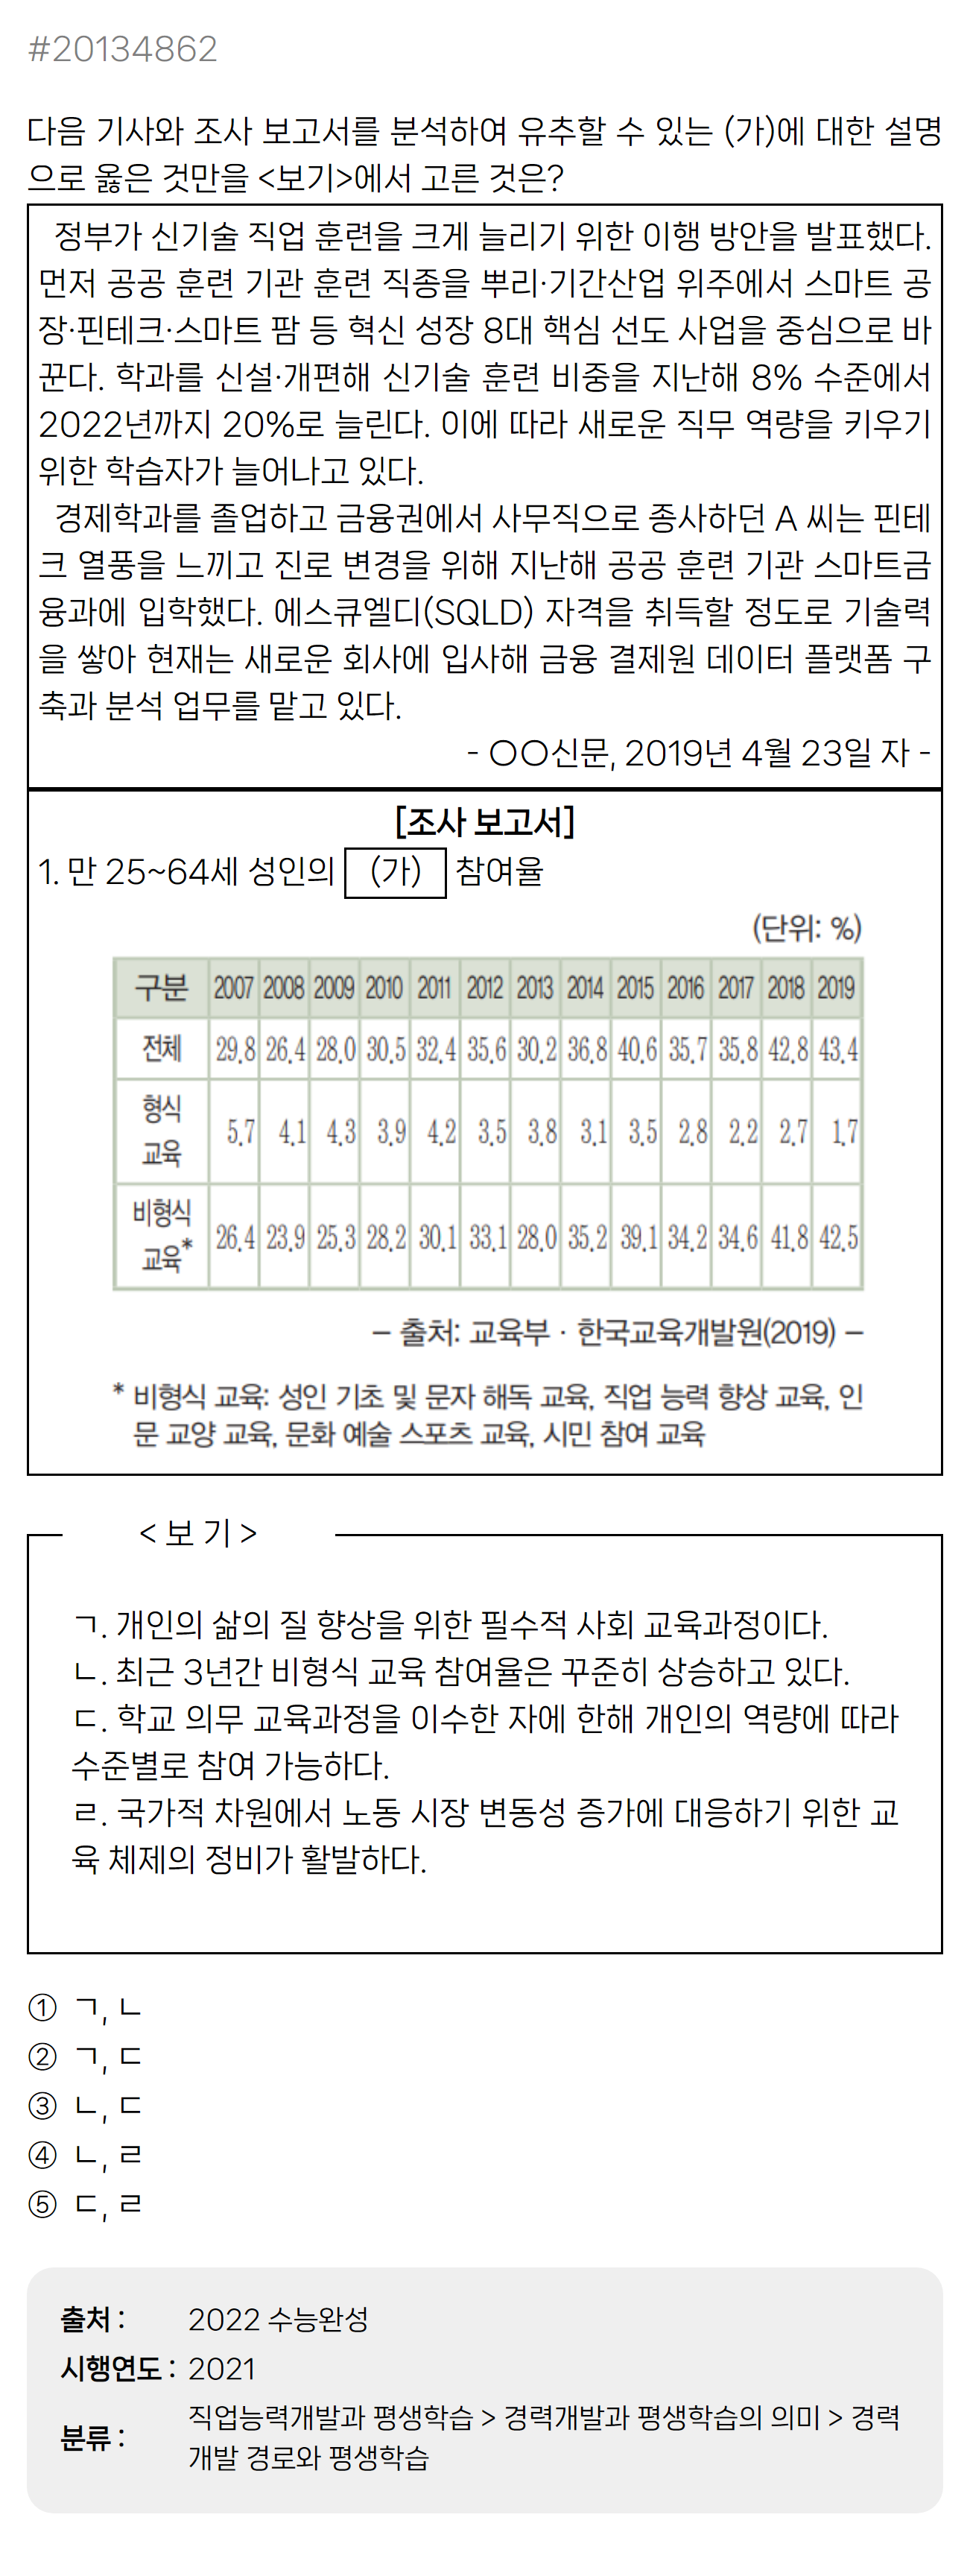 #20134862
다음 기사와 조사 보고서를 분석하여 유추할 수 있는 (가)에 대한 설명
으로 옳은 것만을 <보기>에서 고른 것은?
정부가 신기술 직업 훈련을 크게 늘리기 위한 이행 방안을 발표했다.
먼저 공공 훈련 기관 훈련 직종을 뿌리·기간산업 위주에서 스마트 공
장·핀테크·스마트 팜 등 혁신 성장 8대 핵심 선도 사업을 중심으로 바
꾼다. 학과를 신설·개편해 신기술 훈련 비중을 지난해 8% 수준에서
2022년까지 20%로 늘린다. 이에 따라 새로운 직무 역량을 키우기
위한 학습자가 늘어나고 있다.
경제학과를 졸업하고 금융권에서 사무직으로 종사하던 A 씨는 핀테
크 열풍을 느끼고 진로 변경을 위해 지난해 공공 훈련 기관 스마트금
융과에 입학했다. 에스큐엘디(SQLD) 자격을 취득할 정도로 기술력
을 쌓아 현재는 새로운 회사에 입사해 금융 결제원 데이터 플랫폼 구
축과 분석 업무를 맡고 있다.
- ○○신문, 2019년 4월 23일 자 -
[조사 보고서]
1. 만 25~64세 성인의 (가) 참여율
(단위: %)
구분 2007 2008 2009 2010 2011 2012 2013 2014 2015 2016 2017 2018 2019
전체 29.8 26.4 28.0 30.5 32.4 35.6 30.2 36.8 40.6 35.7 35.8 42.8 43.4
형식
교육 5.7 4.1 4.3 3.9 4.2 3.5 3.8 3.1 3.5 2.8 2.2 2.7 1.7
비형식
교육* 26.4 23.9 25.3 28.2 30.1 33.1 28.0 35.2 39.1 34.2 34.6 41.8 42.5
– 출처: 교육부 · 한국교육개발원(2019) –
* 비형식 교육: 성인 기초 및 문자 해독 교육, 직업 능력 향상 교육, 인
문 교양 교육, 문화 예술 스포츠 교육, 시민 참여 교육
< 보 기 >
ㄱ. 개인의 삶의 질 향상을 위한 필수적 사회 교육과정이다.
ㄴ. 최근 3년간 비형식 교육 참여율은 꾸준히 상승하고 있다.
ㄷ. 학교 의무 교육과정을 이수한 자에 한해 개인의 역량에 따라
수준별로 참여 가능하다.
ㄹ. 국가적 차원에서 노동 시장 변동성 증가에 대응하기 위한 교
육 체제의 정비가 활발하다.
① ㄱ, ㄴ
② ㄱ, ㄷ
③ ㄴ, ㄷ
④ ㄴ, ㄹ
⑤ ㄷ, ㄹ
출처 : 2022 수능완성
시행연도 : 2021
분류 : 직업능력개발과 평생학습 > 경력개발과 평생학습의 의미 > 경력
개발 경로와 평생학습